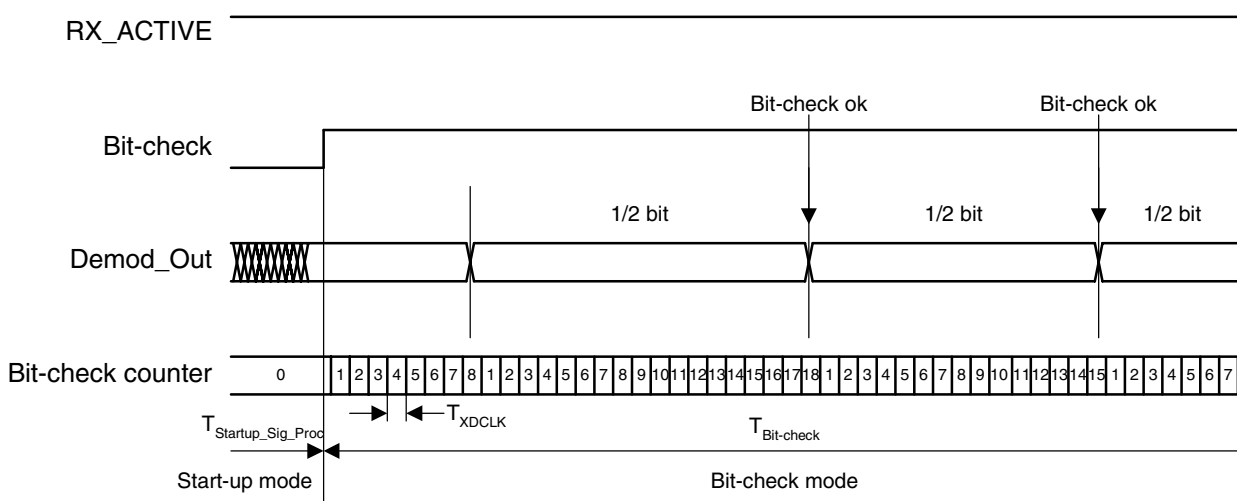 RX_ACTIVE
Bit-check ok Bit-check ok
Bit-check
1/2 bit 1/2 bit 1/2 bit
Demod_Out
Bit-check counter 0 1 2 3 4 5 6 7 8 1 2 3 4 5 6 7 8 9 10 11 12 13 14 15 16 17 18 1 2 3 4 5 6 7 8 9 10 11 12 13 14 15 1 2 3 4 5 6 7
TStartup_Sig_Proc TXDCLK TBit-check
Start-up mode Bit-check mode